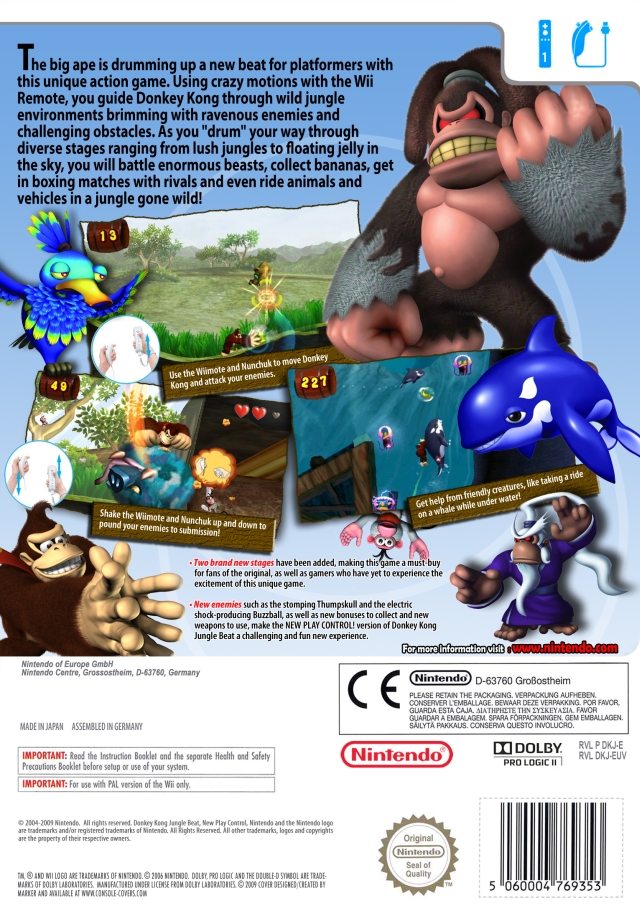 The big ape is drumming up a new beat for platformers with
this unique action game. Using crazy motions with the Wii
Remote, you guide Donkey Kong through wild jungle
environments brimming with ravenous enemies and
challenging obstacles. As you "drum" your way through
diverse stages ranging from lush jungles to floating jelly in
the sky, you will battle enormous beasts, collect bananas, get
in boxing matches with rivals and even ride animals and
vehicles in a jungle gone wild!
1
13
Use the Wiimote and Nunchuk to move Donkey
Kong and attack your enemies.
49
227
Shake the Wiimote and Nunchuk up and down to
pound your enemies to submission!
Get help from friendly creatures, like taking a ride
on a whale while under water!
• Two brand new stages have been added, making this game a must-buy
for fans of the original, as well as gamers who have yet to experience the
excitement of this unique game.
• New enemies such as the stomping Thumpskull and the electric
shock-producing Buzzball, as well as new bonuses to collect and new
weapons to use, make the NEW PLAY CONTROL! version of Donkey Kong
Jungle Beat a challenging and fun new experience.
For more information visit : www.nintendo.com
Nintendo of Europe GmbH
Nintendo Centre, Grossostheim, D-63760, Germany
MADE IN JAPAN ASSEMBLED IN GERMANY
IMPORTANT: Read the Instruction Booklet and the separate Health and Safety
Precautions Booklet before setup or use of your system.
IMPORTANT: For use with PAL version of the Wii only.
CE
Nintendo® D-63760 Großostheim
PLEASE RETAIN THE PACKAGING. VERPACKUNG AUFHEBEN.
CONSERVER L'EMBALLAGE. BEWAAR DEZE VERPAKKING. POR FAVOR,
GUARDA ESTA CAJA. ΔΙΑΤΗΡΗΣΤΕ ΤΗΝ ΣΥΣΚΕΥΑΣΙΑ. FAVOR
GUARDAR A EMBALAGEM. SPARA FÖRPACKNINGEN. GEM EMBALLAGEN.
SÄILYTÄ PAKKAUS. CONSERVA QUESTO INVOLUCRO.
Nintendo®
DOLBY
PRO LOGIC II
RVL P DKJ-E
RVL DKJ-EUV
© 2004-2009 Nintendo. All rights reserved. Donkey Kong Jungle Beat, New Play Control, Nintendo and the Nintendo logo
are trademarks and/or registered trademarks of Nintendo. All Rights Reserved. All other trademarks, logos and copyrights
are the property of their respective owners.
Original
Nintendo
Seal of
Quality
TM
TM, ® AND WII LOGO ARE TRADEMARKS OF NINTENDO. © 2006 NINTENDO. DOLBY, PRO LOGIC AND THE DOUBLE-D SYMBOL ARE TRADE-
MARKS OF DOLBY LABORATORIES. MANUFACTURED UNDER LICENSE FROM DOLBY LABORATORIES. © 2009 COVER DESIGNED/CREATED BY
MARKER AND AVAILABLE AT WWW.CONSOLE-COVERS.COM
5 060004 769353